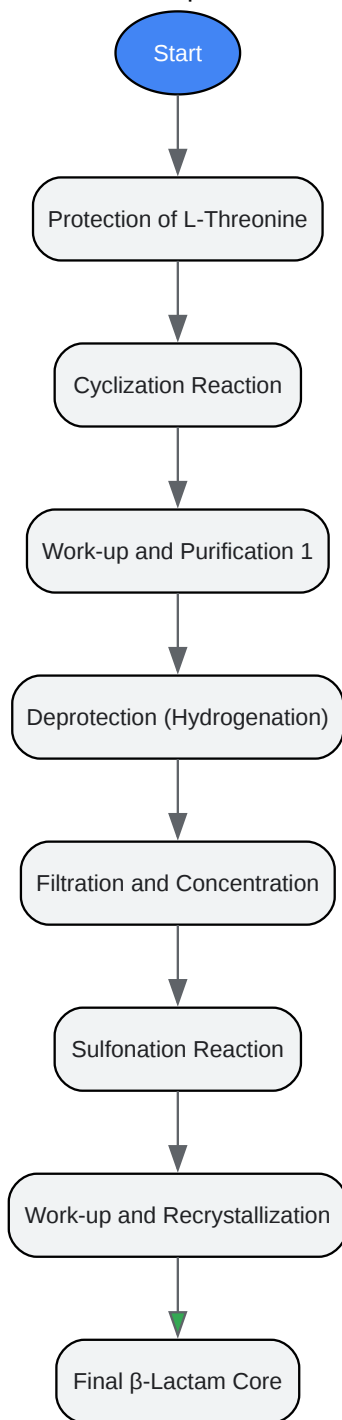 Start
Protection of L-Threonine
Cyclization Reaction
Work-up and Purification 1
Deprotection (Hydrogenation)
Filtration and Concentration
Sulfonation Reaction
Work-up and Recrystallization
Final β-Lactam Core